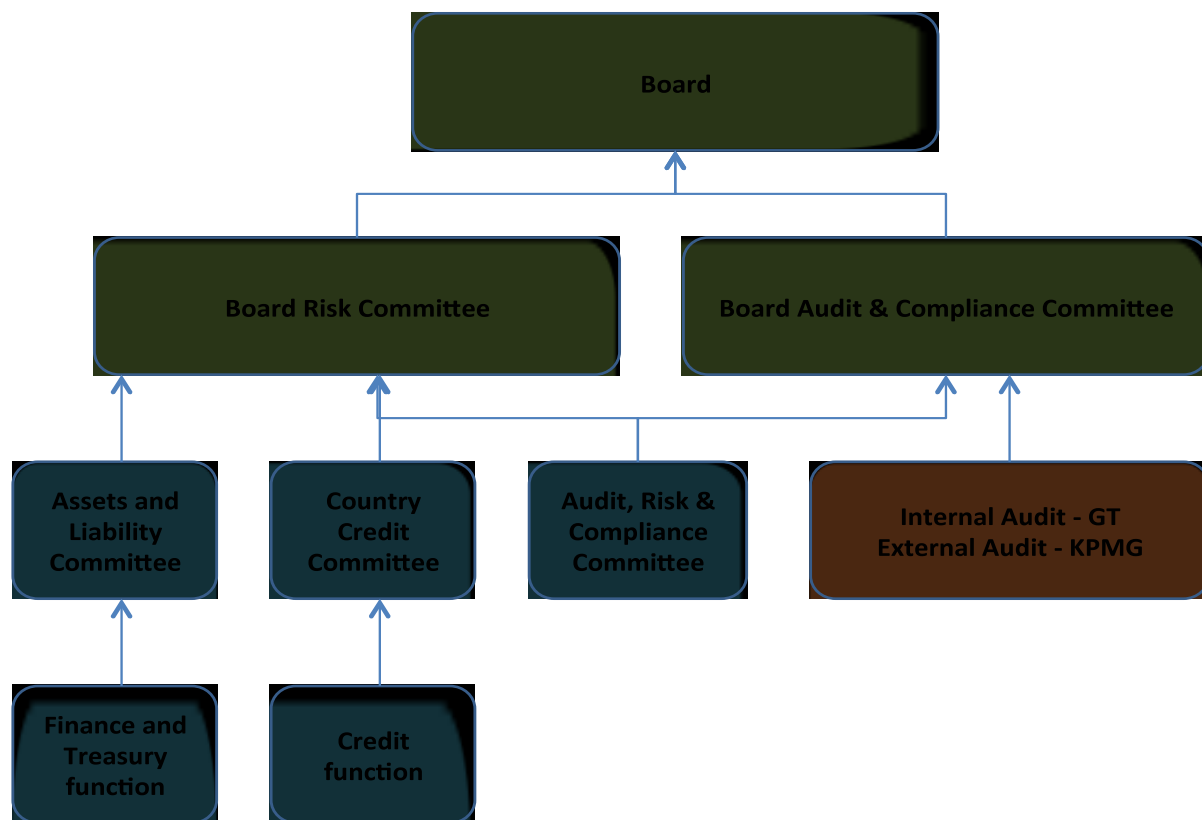 Board
Board Risk Committee
Board Audit & Compliance Committee
Assets and
Liability
Committee
Country
Credit
Committee
Audit, Risk &
Compliance
Committee
Internal Audit - GT
External Audit - KPMG
Finance and
Treasury
function
Credit
function